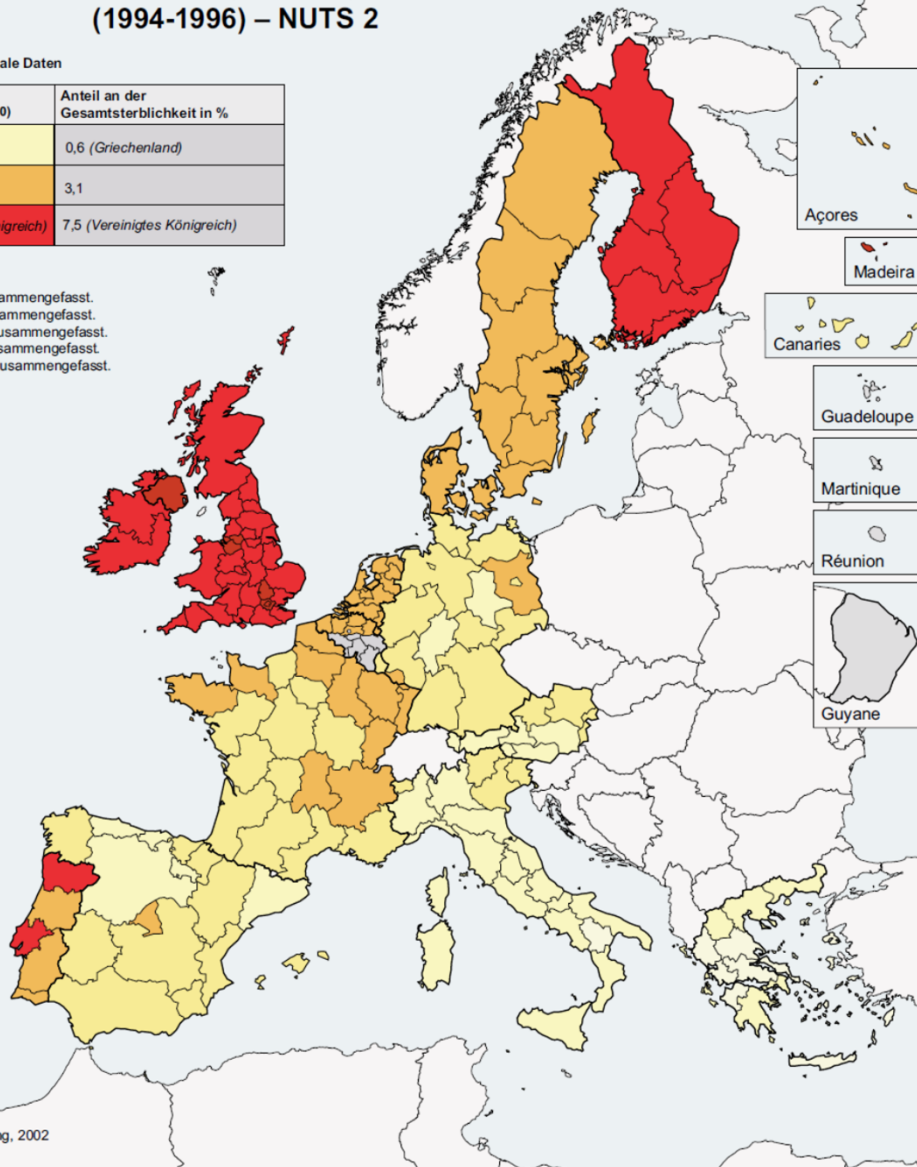 (1994-1996) – NUTS 2
ale Daten
0)
Anteil an der
Gesamtsterblichkeit in %
0,6 (Griechenland)
3,1
igreich)
7,5 (Vereinigtes Königreich)
ammengefasst.
ammengefasst.
usammengefasst.
sammengefasst.
usammengefasst.
Açores
Madeira
Canaries
Guadeloupe
Martinique
Réunion
Guyane
g, 2002